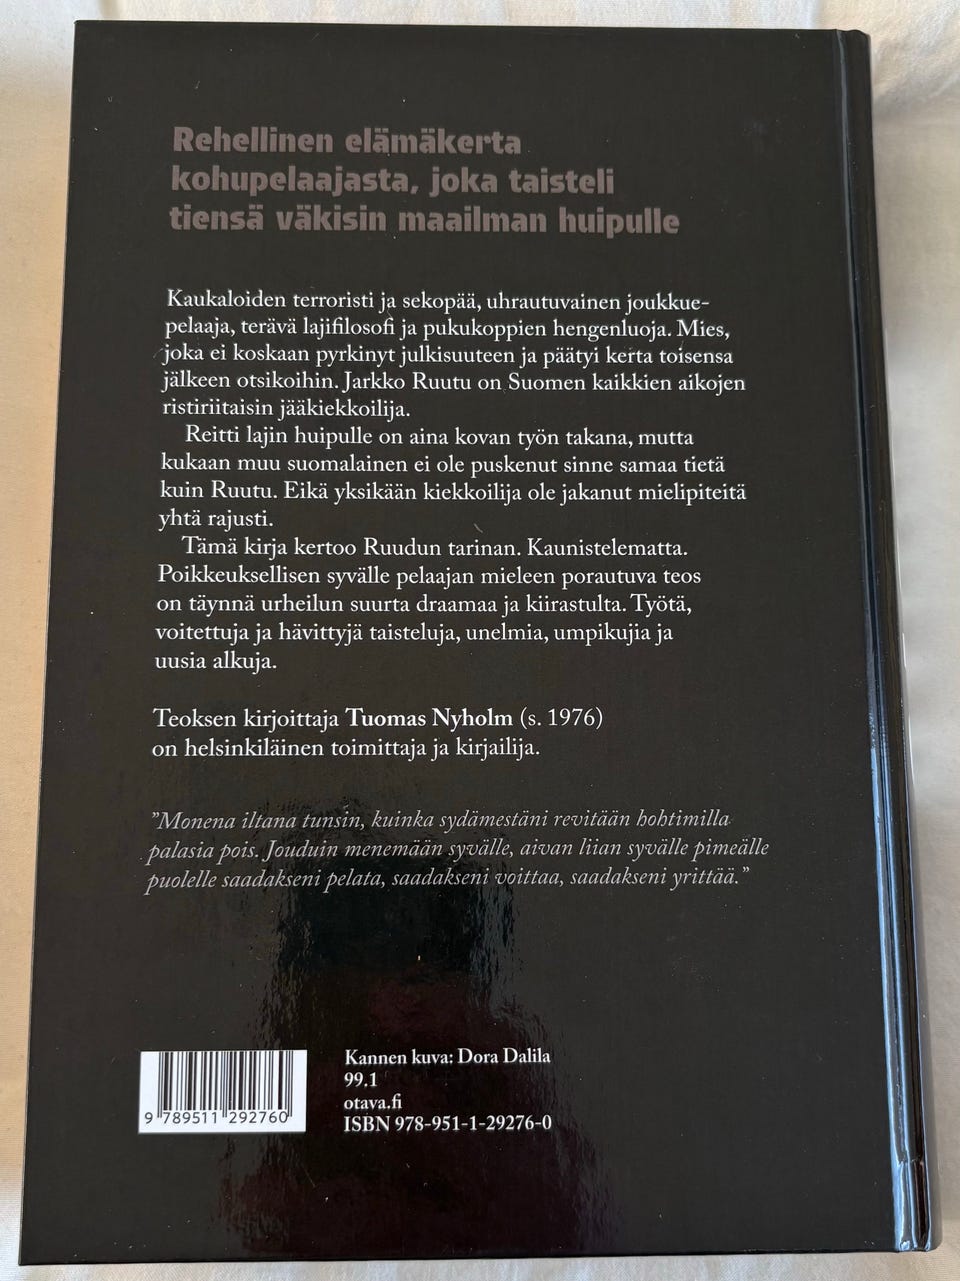 Rehellinen elämäkerta
kohupelaajasta, joka taisteli
tiensä väkisin maailman huipulle
Kaukaloiden terroristi ja sekopää, uhrautuvainen joukkue-
pelaaja, terävä lajifilosofi ja pukukoppien hengenluoja. Mies,
joka ei koskaan pyrkinyt julkisuuteen ja päätyi kerta toisensa
jälkeen otsikoihin. Jarkko Ruutu on Suomen kaikkien aikojen
ristiriitaisin jääkiekkoilija.
Reitti lajin huipulle on aina kovan työn takana, mutta
kukaan muu suomalainen ei ole puskenut sinne samaa tietä
kuin Ruutu. Eikä yksikään kiekkoilija ole jakanut mielipiteitä
yhtä rajusti.
Tämä kirja kertoo Ruudun tarinan. Kaunistelematta.
Poikkeuksellisen syvälle pelaajan mieleen porautuva teos
on täynnä urheilun suurta draamaa ja kiirastulta. Työtä,
voitettuja ja hävittyjä taisteluja, unelmia, umpikujia ja
uusia alkuja.
Teoksen kirjoittaja Tuomas Nyholm (s. 1976)
on helsinkiläinen toimittaja ja kirjailija.
”Monena iltana tunsin, kuinka sydämestäni revitään hohtimilla
palasia pois. Jouduin menemään syvälle, aivan liian syvälle pimeälle
puolelle saadakseni pelata, saadakseni voittaa, saadakseni yrittää.”
Kannen kuva: Dora Dalila
99.1
otava.fi
ISBN 978-951-1-29276-0
9 789511 292760